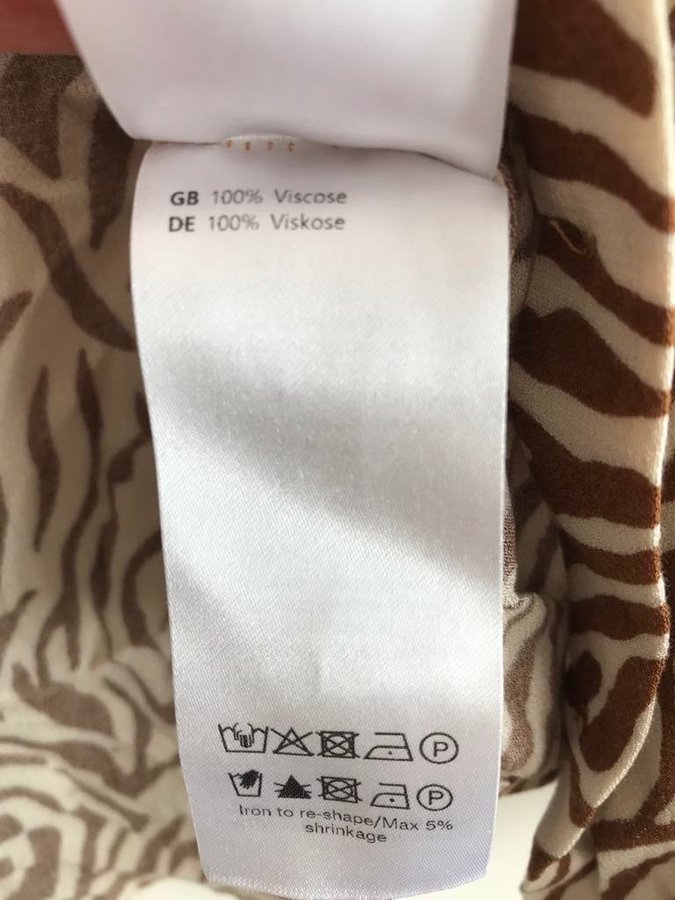 GB 100% Viscose
DE 100% Viskose
P
P
Iron to re-shape/Max 5%
shrinkage